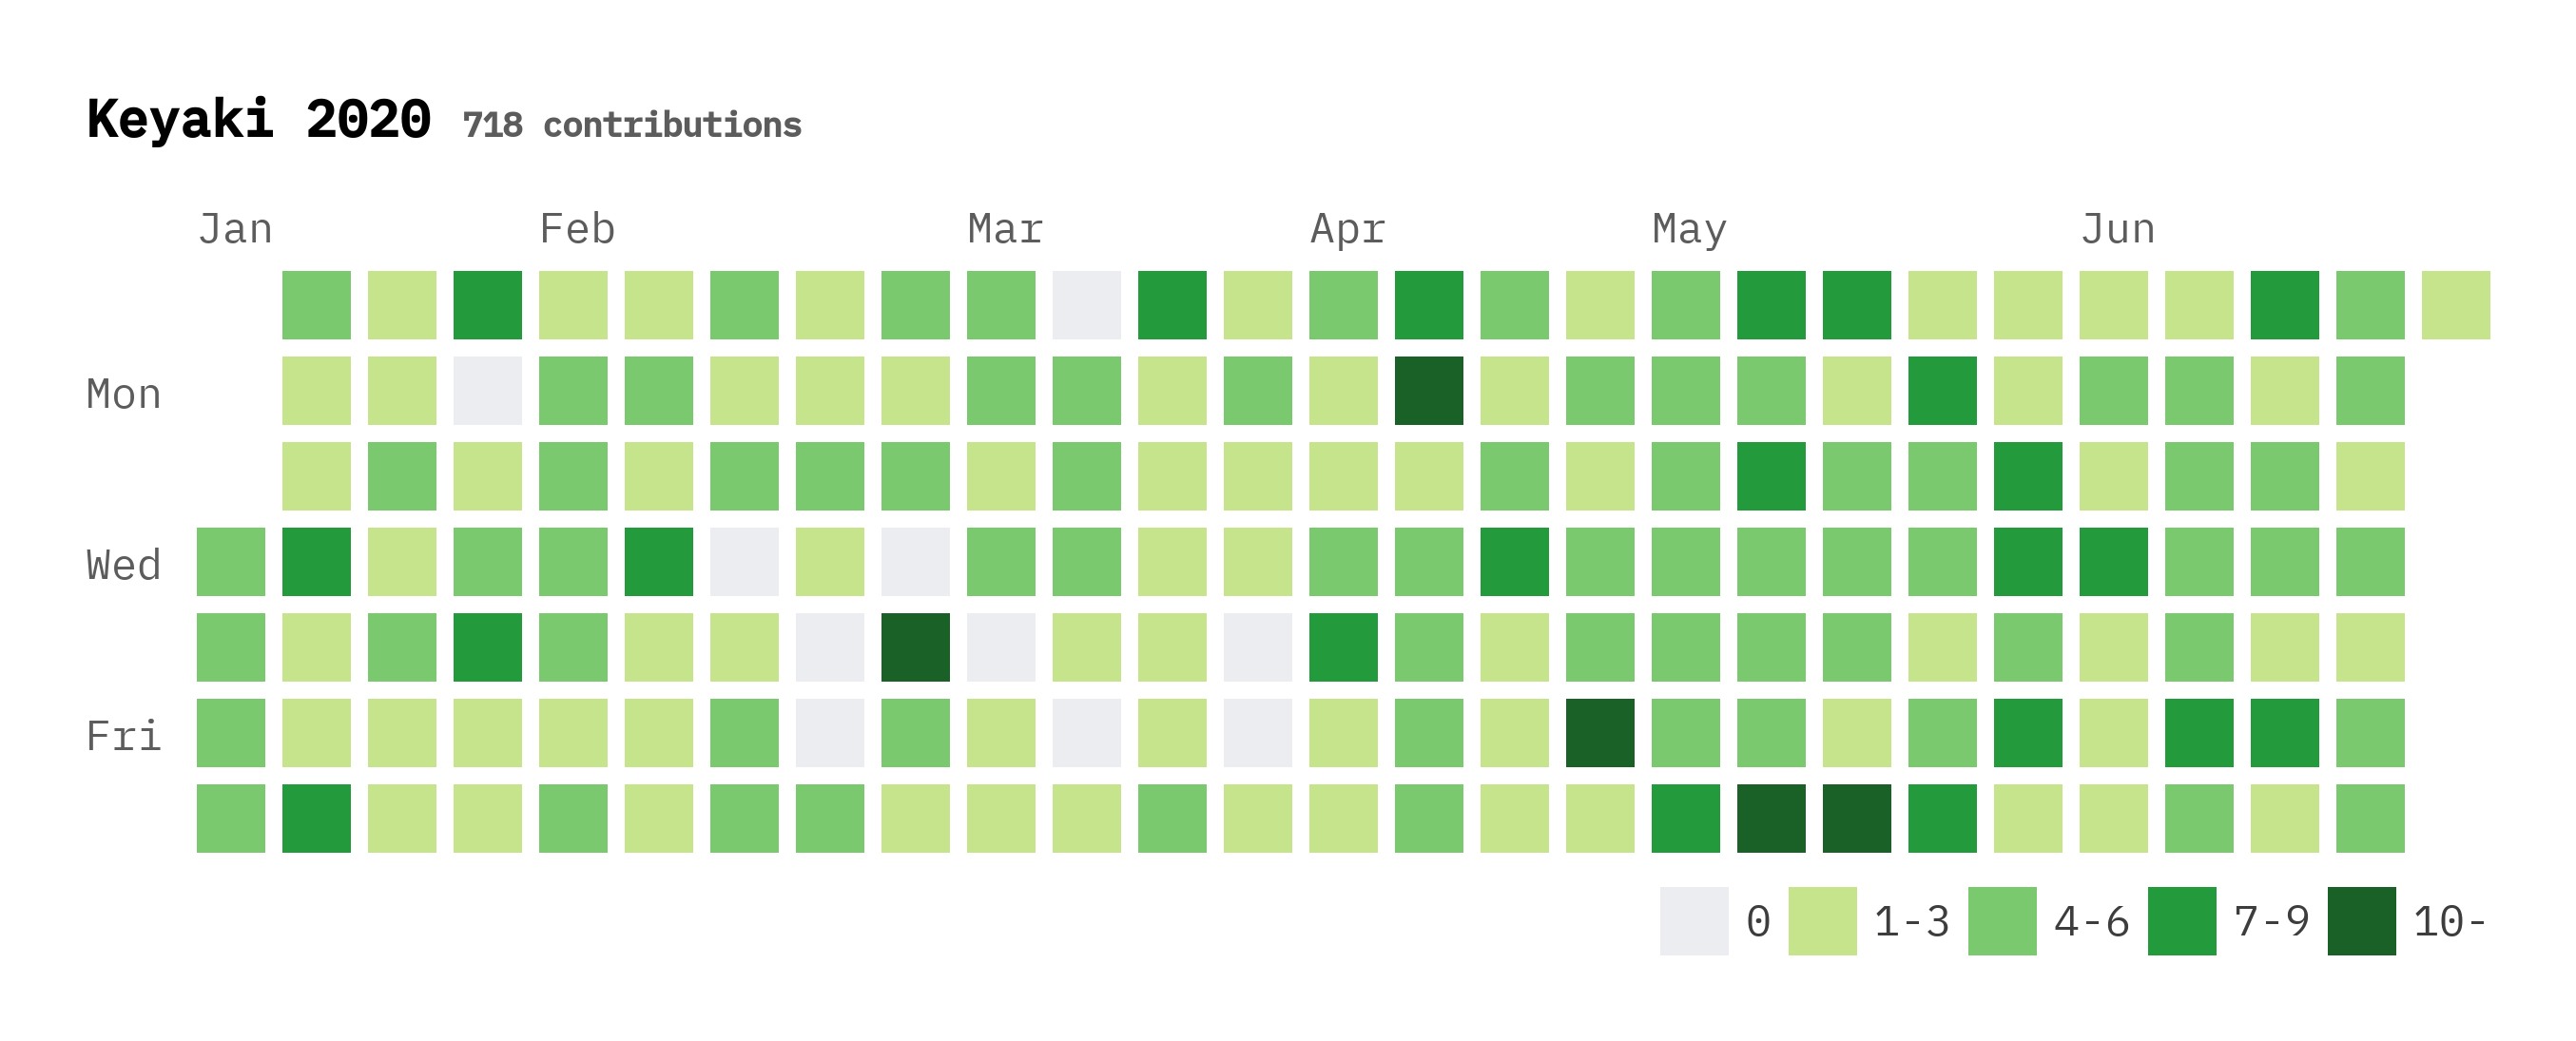 Keyaki 2020 718 contributions
Jan Feb Mar Apr May Jun
Mon
Wed
Fri
0 1-3 4-6 7-9 10-